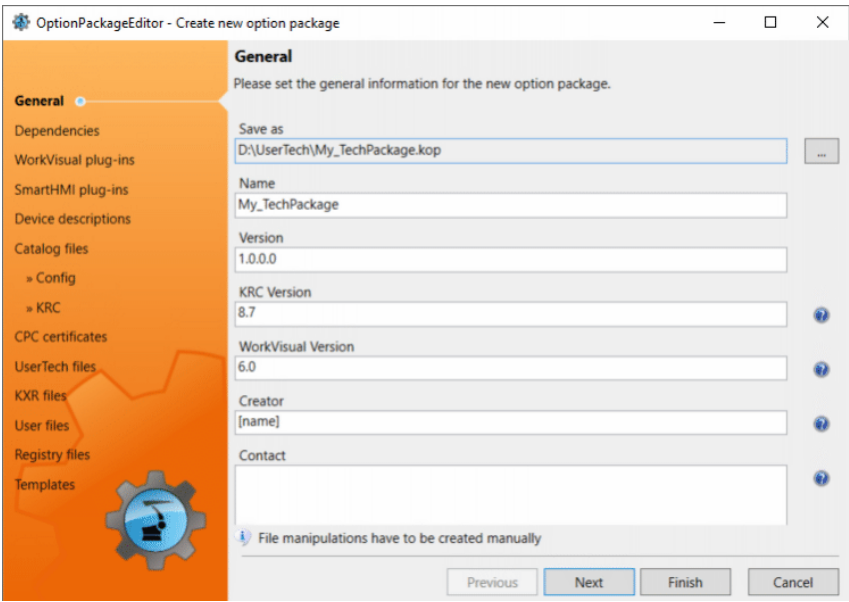 OptionPackageEditor - Create new option package
General
Dependencies
WorkVisual plug-ins
SmartHMI plug-ins
Device descriptions
Catalog files
» Config
» KRC
CPC certificates
UserTech files
KXR files
User files
Registry files
Templates
General
Please set the general information for the new option package.
Save as
D:\UserTech\My_TechPackage.kop
...
Name
My_TechPackage
Version
1.0.0.0
KRC Version
8.7
WorkVisual Version
6.0
Creator
[name]
Contact
File manipulations have to be created manually
Previous
Next
Finish
Cancel